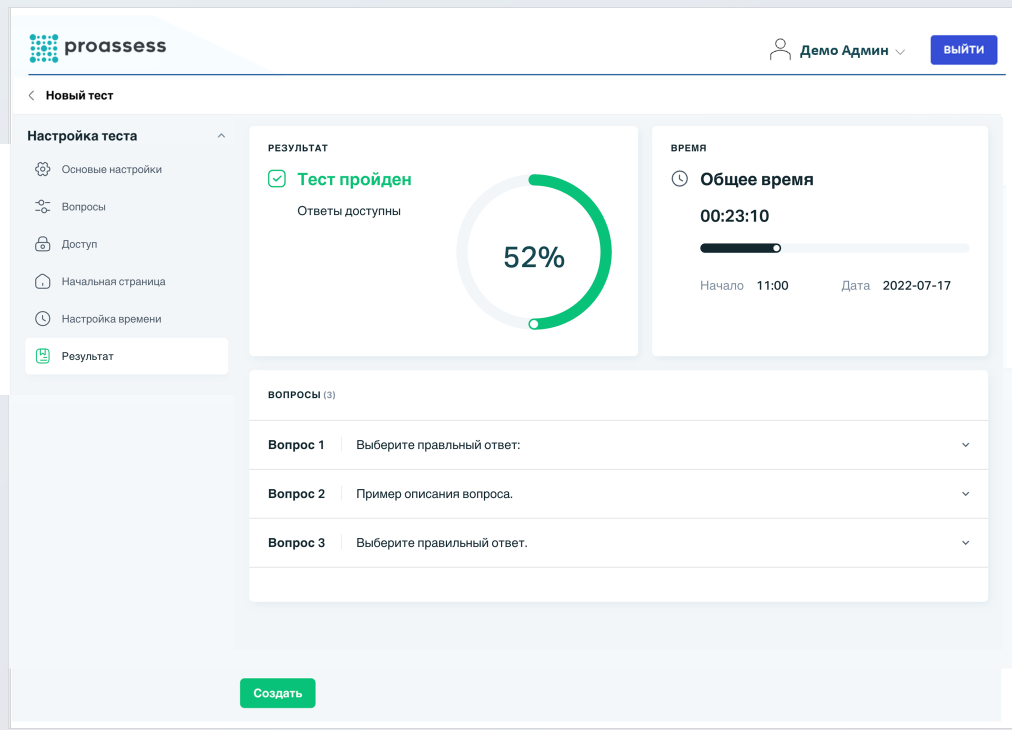 proassess
Демо Админ
ВЫЙТИ
Новый тест
Настройка теста
Основые настройки
Вопросы
Доступ
Начальная страница
Настройка времени
Результат
РЕЗУЛЬТАТ
Тест пройден
Ответы доступны
52%
ВРЕМЯ
Общее время
00:23:10
Начало 11:00 Дата 2022-07-17
ВОПРОСЫ (3)
Вопрос 1 Выберите правльный ответ:
Вопрос 2 Пример описания вопроса.
Вопрос 3 Выберите правильный ответ.
Создать